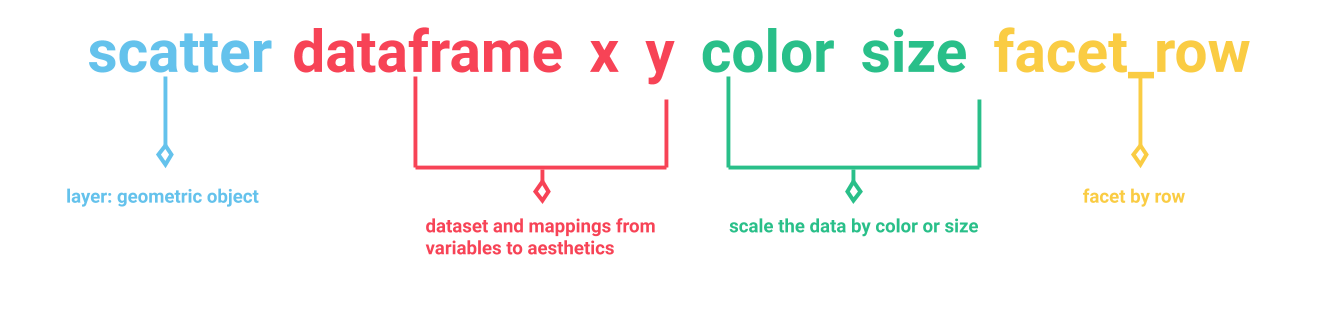 scatter dataframe x y color size facet_row
layer: geometric object
dataset and mappings from
variables to aesthetics
scale the data by color or size
facet by row